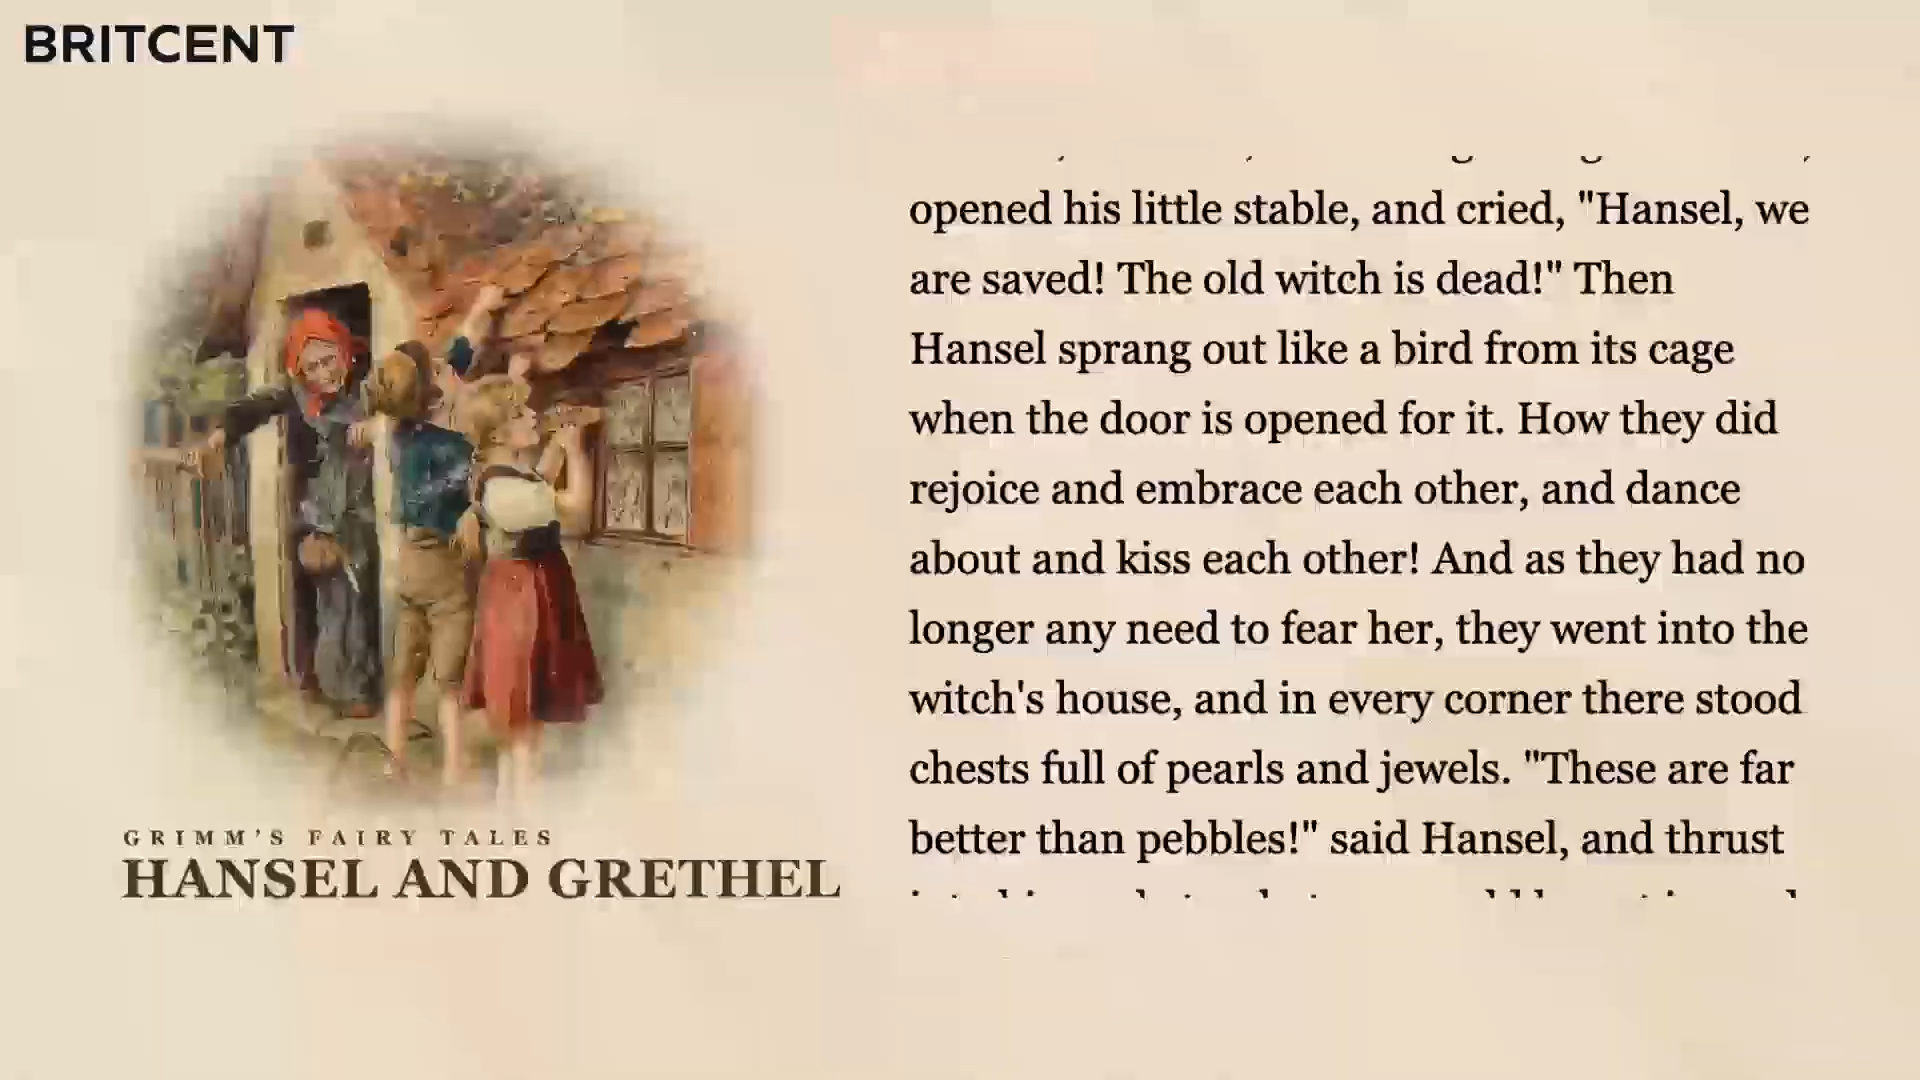 BRITCENT
GRIMM'S FAIRY TALES
HANSEL AND GRETHEL
opened his little stable, and cried, "Hansel, we
are saved! The old witch is dead!" Then
Hansel sprang out like a bird from its cage
when the door is opened for it. How they did
rejoice and embrace each other, and dance
about and kiss each other! And as they had no
longer any need to fear her, they went into the
witch's house, and in every corner there stood
chests full of pearls and jewels. "These are far
better than pebbles!" said Hansel, and thrust